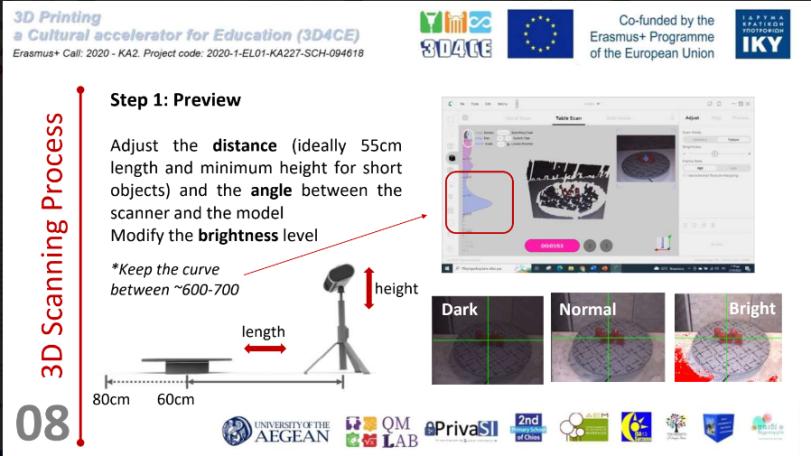 3D Printing
a Cultural accelerator for Education (3D4CE)
Erasmus+ Call: 2020 - KA2. Project code: 2020-1-EL01-KA227-SCH-094618
3D4CE
Co-funded by the
Erasmus+ Programme
of the European Union
ΙΔΡΥΜΑ
ΚΡΑΤΙΚΩΝ
ΥΠΟΤΡΟΦΙΩΝ
IKY
3D Scanning Process
Step 1: Preview
Adjust the distance (ideally 55cm
length and minimum height for short
objects) and the angle between the
scanner and the model
Modify the brightness level
*Keep the curve
between ~600-700
Table Scan
Adjust
height
length
80cm
60cm
Dark
Normal
Bright
08
UNIVERSITY OF THE
AEGEAN
QM
LAB
PrivaSI
2nd
Primary School
of Chios